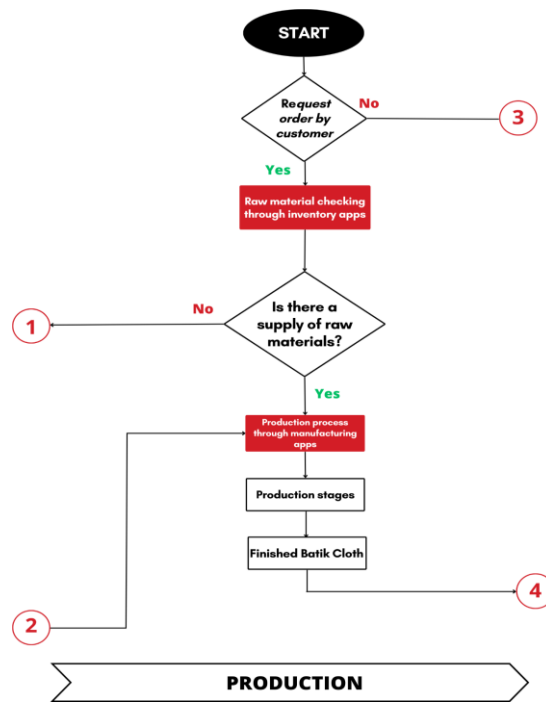 START
Request
order by
customer
No
3
Yes
Raw material checking
through inventory apps
No
1
Is there a
supply of raw
materials?
Yes
Production process
through manufacturing
apps
Production stages
Finished Batik Cloth
4
2
PRODUCTION